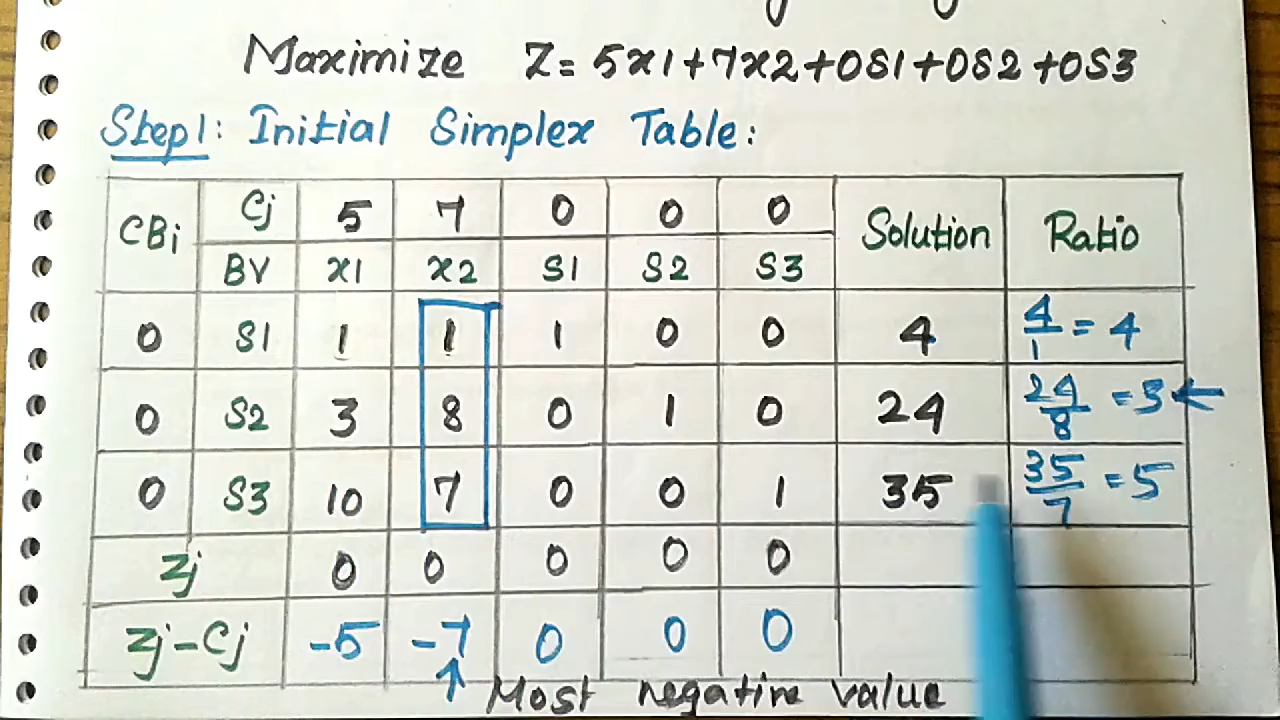 Maximize Z = 5x1+7x2+0S1+0S2+0S3
Step1: Initial Simplex Table:
CBi Cj 5 7 0 0 0 Solution Ratio
BV x1 x2 S1 S2 S3
0 S1 1 1 1 0 0 4 4/1 = 4
0 S2 3 8 0 1 0 24 24/8 = 3 ←
0 S3 10 7 0 0 1 35 35/7 = 5
Zj 0 0 0 0 0
Zj-Cj -5 -7 0 0 0
↑ Most negative value